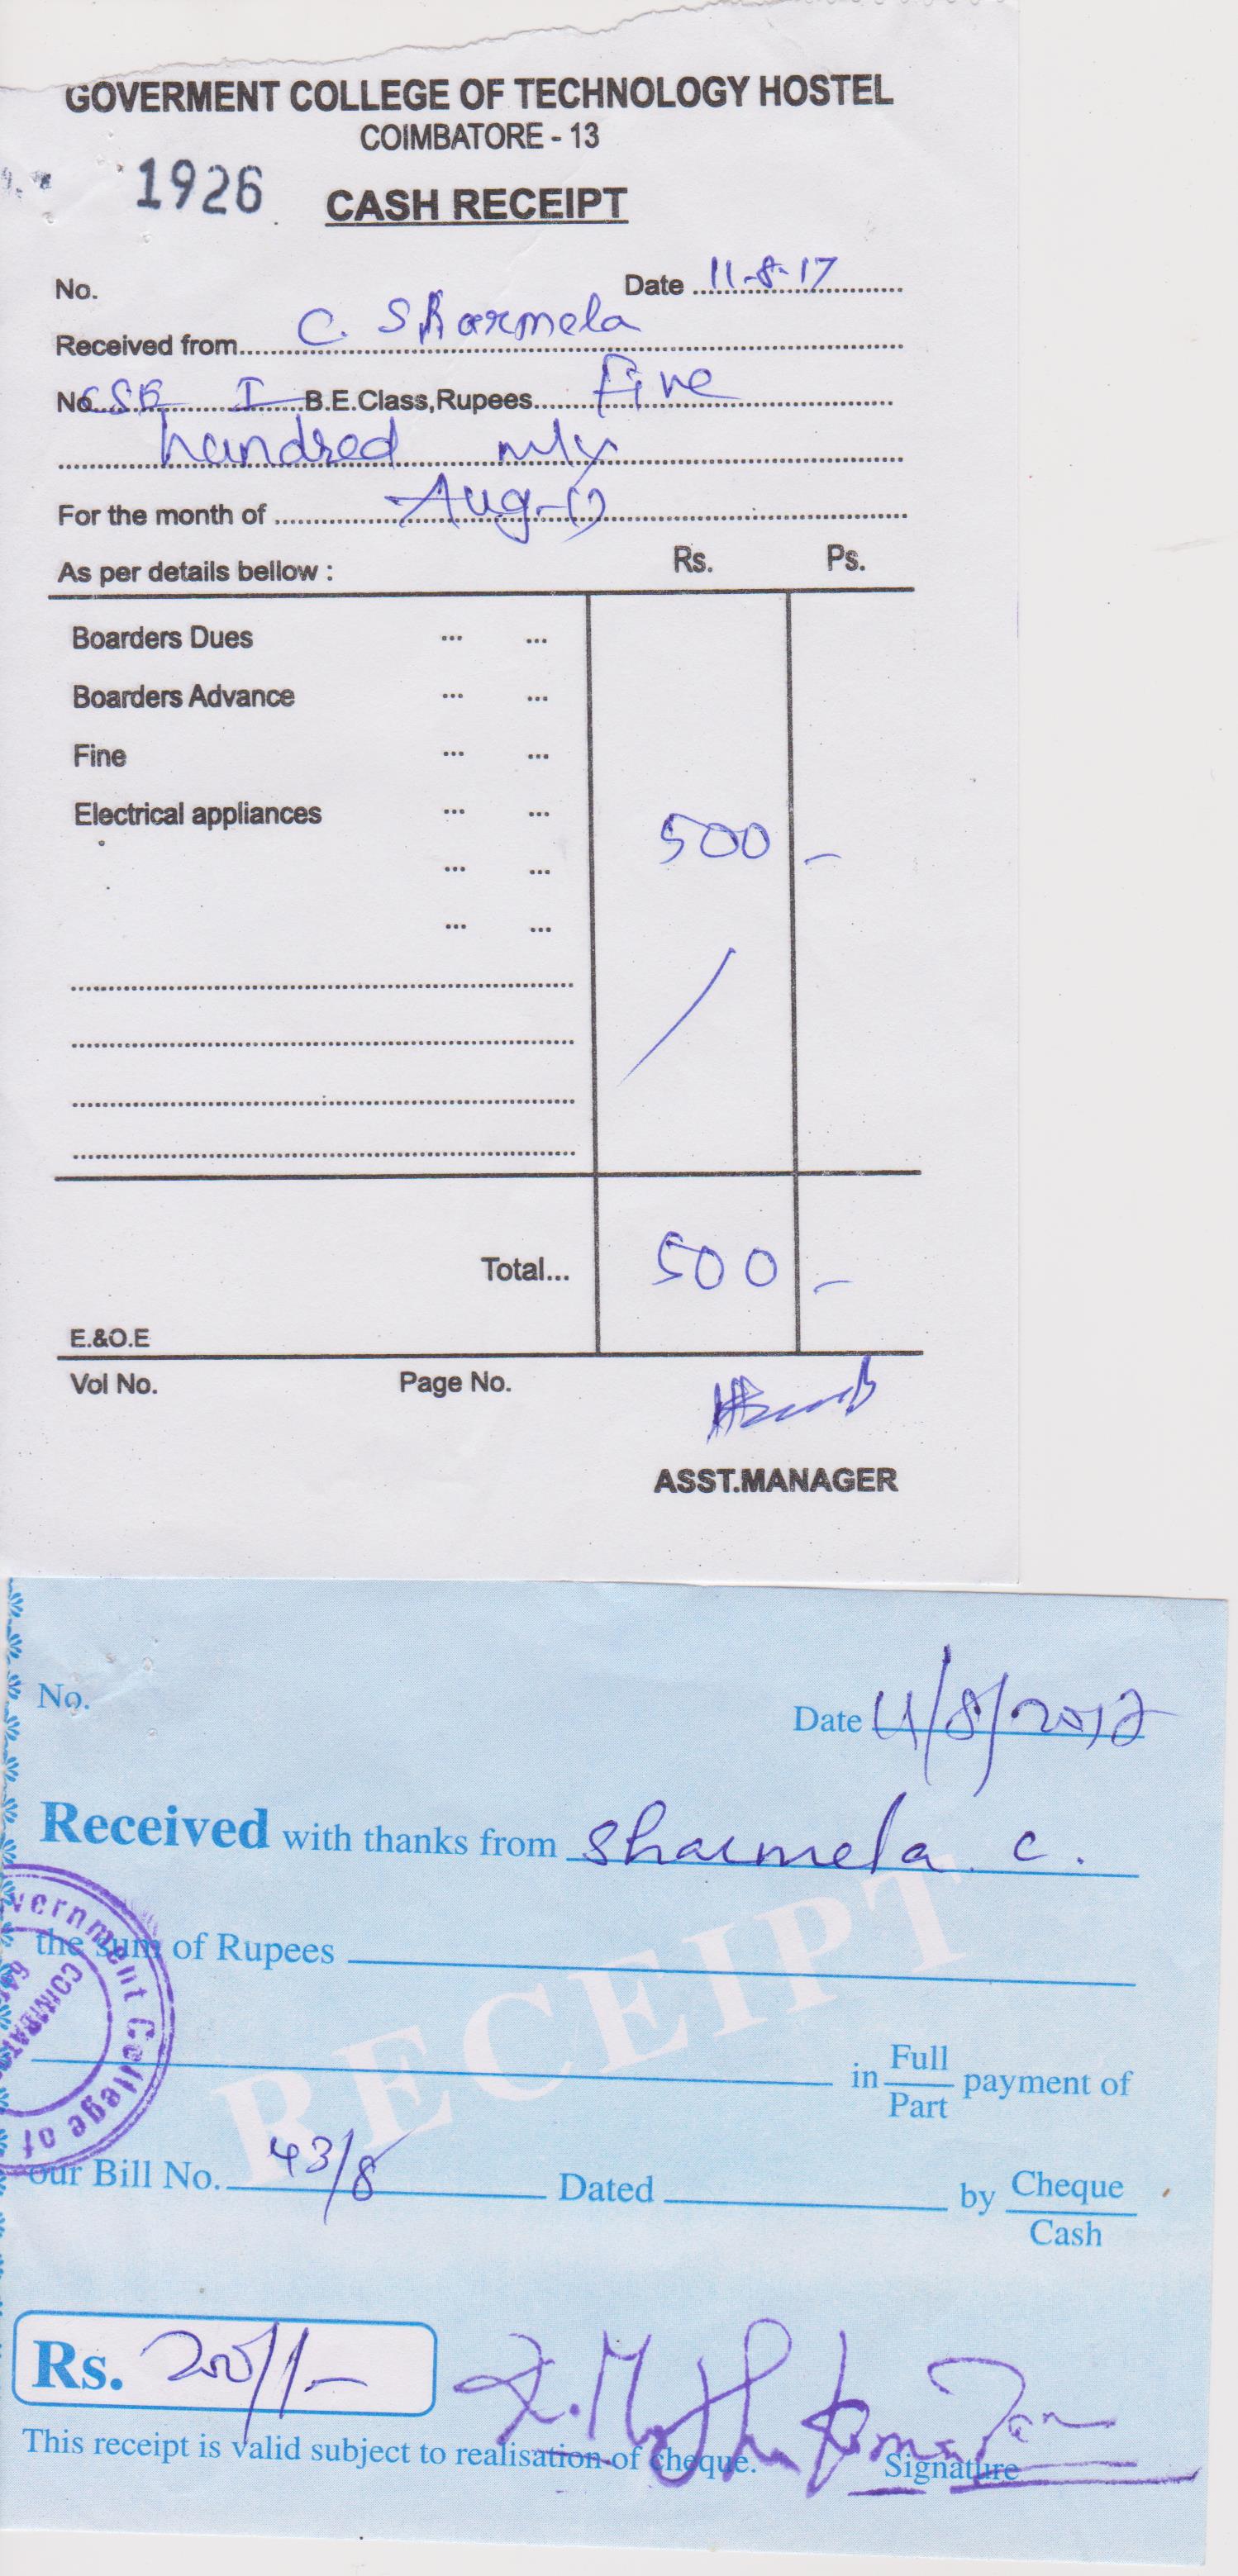 GOVERMENT COLLEGE OF TECHNOLOGY HOSTEL
COIMBATORE - 13
1926 CASH RECEIPT
No. Date 11-8-17
Received from C. Sharmela
No CSE I B.E.Class,Rupees Five
hundred only
For the month of Aug-17
As per details bellow : Rs. Ps.
Boarders Dues ... ...
Boarders Advance ... ...
Fine ... ...
Electrical appliances ... ...
500 -
... ...
... ...
Total... 500 -
E.&O.E
Vol No. Page No.
ASST.MANAGER
No. Date 11/8/2017
Received with thanks from Sharmela c.
the sum of Rupees
in Full
Part payment of
our Bill No. 43/8 Dated by Cheque
Cash
Rs.
This receipt is valid subject to realisation of cheque. Signature
RECEIPT
vernment College of